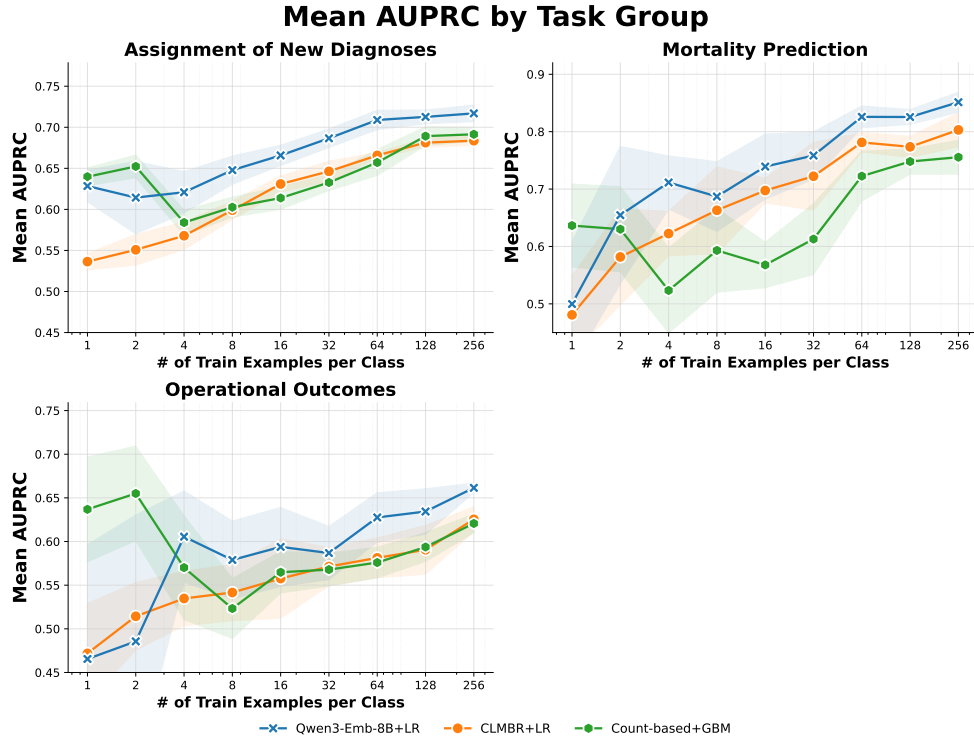 Mean AUPRC by Task Group
Assignment of New Diagnoses
Mean AUPRC
0.75
0.70
0.65
0.60
0.55
0.50
0.45
1 2 4 8 16 32 64 128 256
# of Train Examples per Class
Mortality Prediction
Mean AUPRC
0.9
0.8
0.7
0.6
0.5
1 2 4 8 16 32 64 128 256
# of Train Examples per Class
Operational Outcomes
Mean AUPRC
0.75
0.70
0.65
0.60
0.55
0.50
0.45
1 2 4 8 16 32 64 128 256
# of Train Examples per Class
Qwen3-Emb-8B+LR CLMBR+LR Count-based+GBM